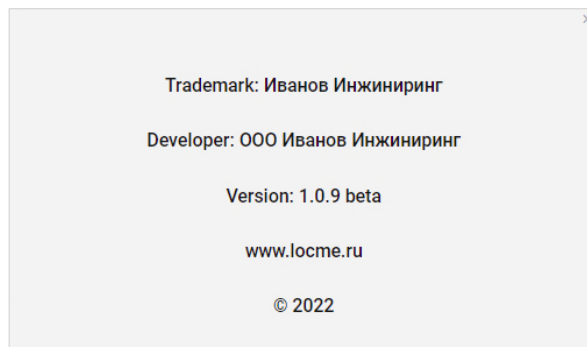 Trademark: Иванов Инжиниринг
Developer: ООО Иванов Инжиниринг
Version: 1.0.9 beta
www.locme.ru
© 2022